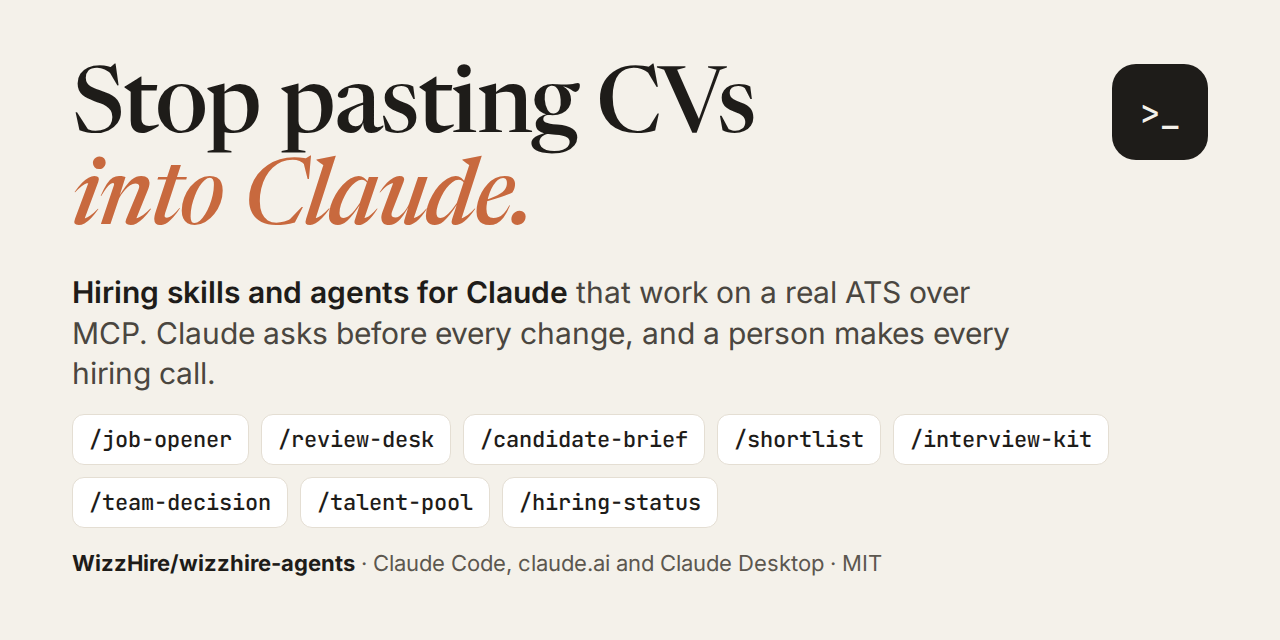 Stop pasting CVs
>_
into Claude.
Hiring skills and agents for Claude that work on a real ATS over
MCP. Claude asks before every change, and a person makes every
hiring call.
/job-opener /review-desk /candidate-brief /shortlist /interview-kit
/team-decision /talent-pool /hiring-status
WizzHire/wizzhire-agents · Claude Code, claude.ai and Claude Desktop · MIT